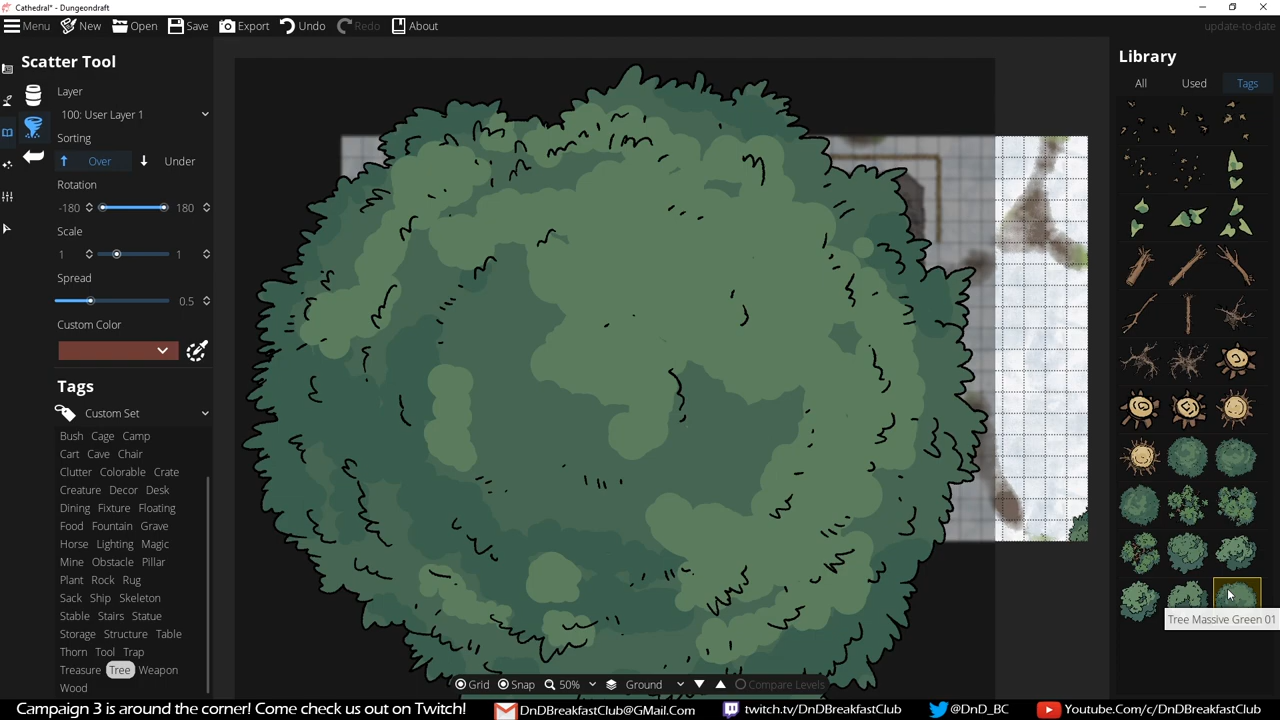 Cathedral* - Dungeondraft
Menu New Open Save Export Undo Redo About update-to-date
Scatter Tool
Layer
100: User Layer 1
Sorting
Over Under
Rotation
-180 180
Scale
1 1
Spread
0.5
Custom Color
Tags
Custom Set
Bush Cage Camp
Cart Cave Chair
Clutter Colorable Crate
Creature Decor Desk
Dining Fixture Floating
Food Fountain Grave
Horse Lighting Magic
Mine Obstacle Pillar
Plant Rock Rug
Sack Ship Skeleton
Stable Stairs Statue
Storage Structure Table
Thorn Tool Trap
Treasure Tree Weapon
Wood
Library
All Used Tags
Tree Massive Green 01
Grid Snap 50% Ground Compare Levels
Campaign 3 is around the corner! Come check us out on Twitch! DnDBreakfastClub@GMail.Com twitch.tv/DnDBreakfastClub @DnD_BC Youtube.Com/c/DnDBreakfastClub